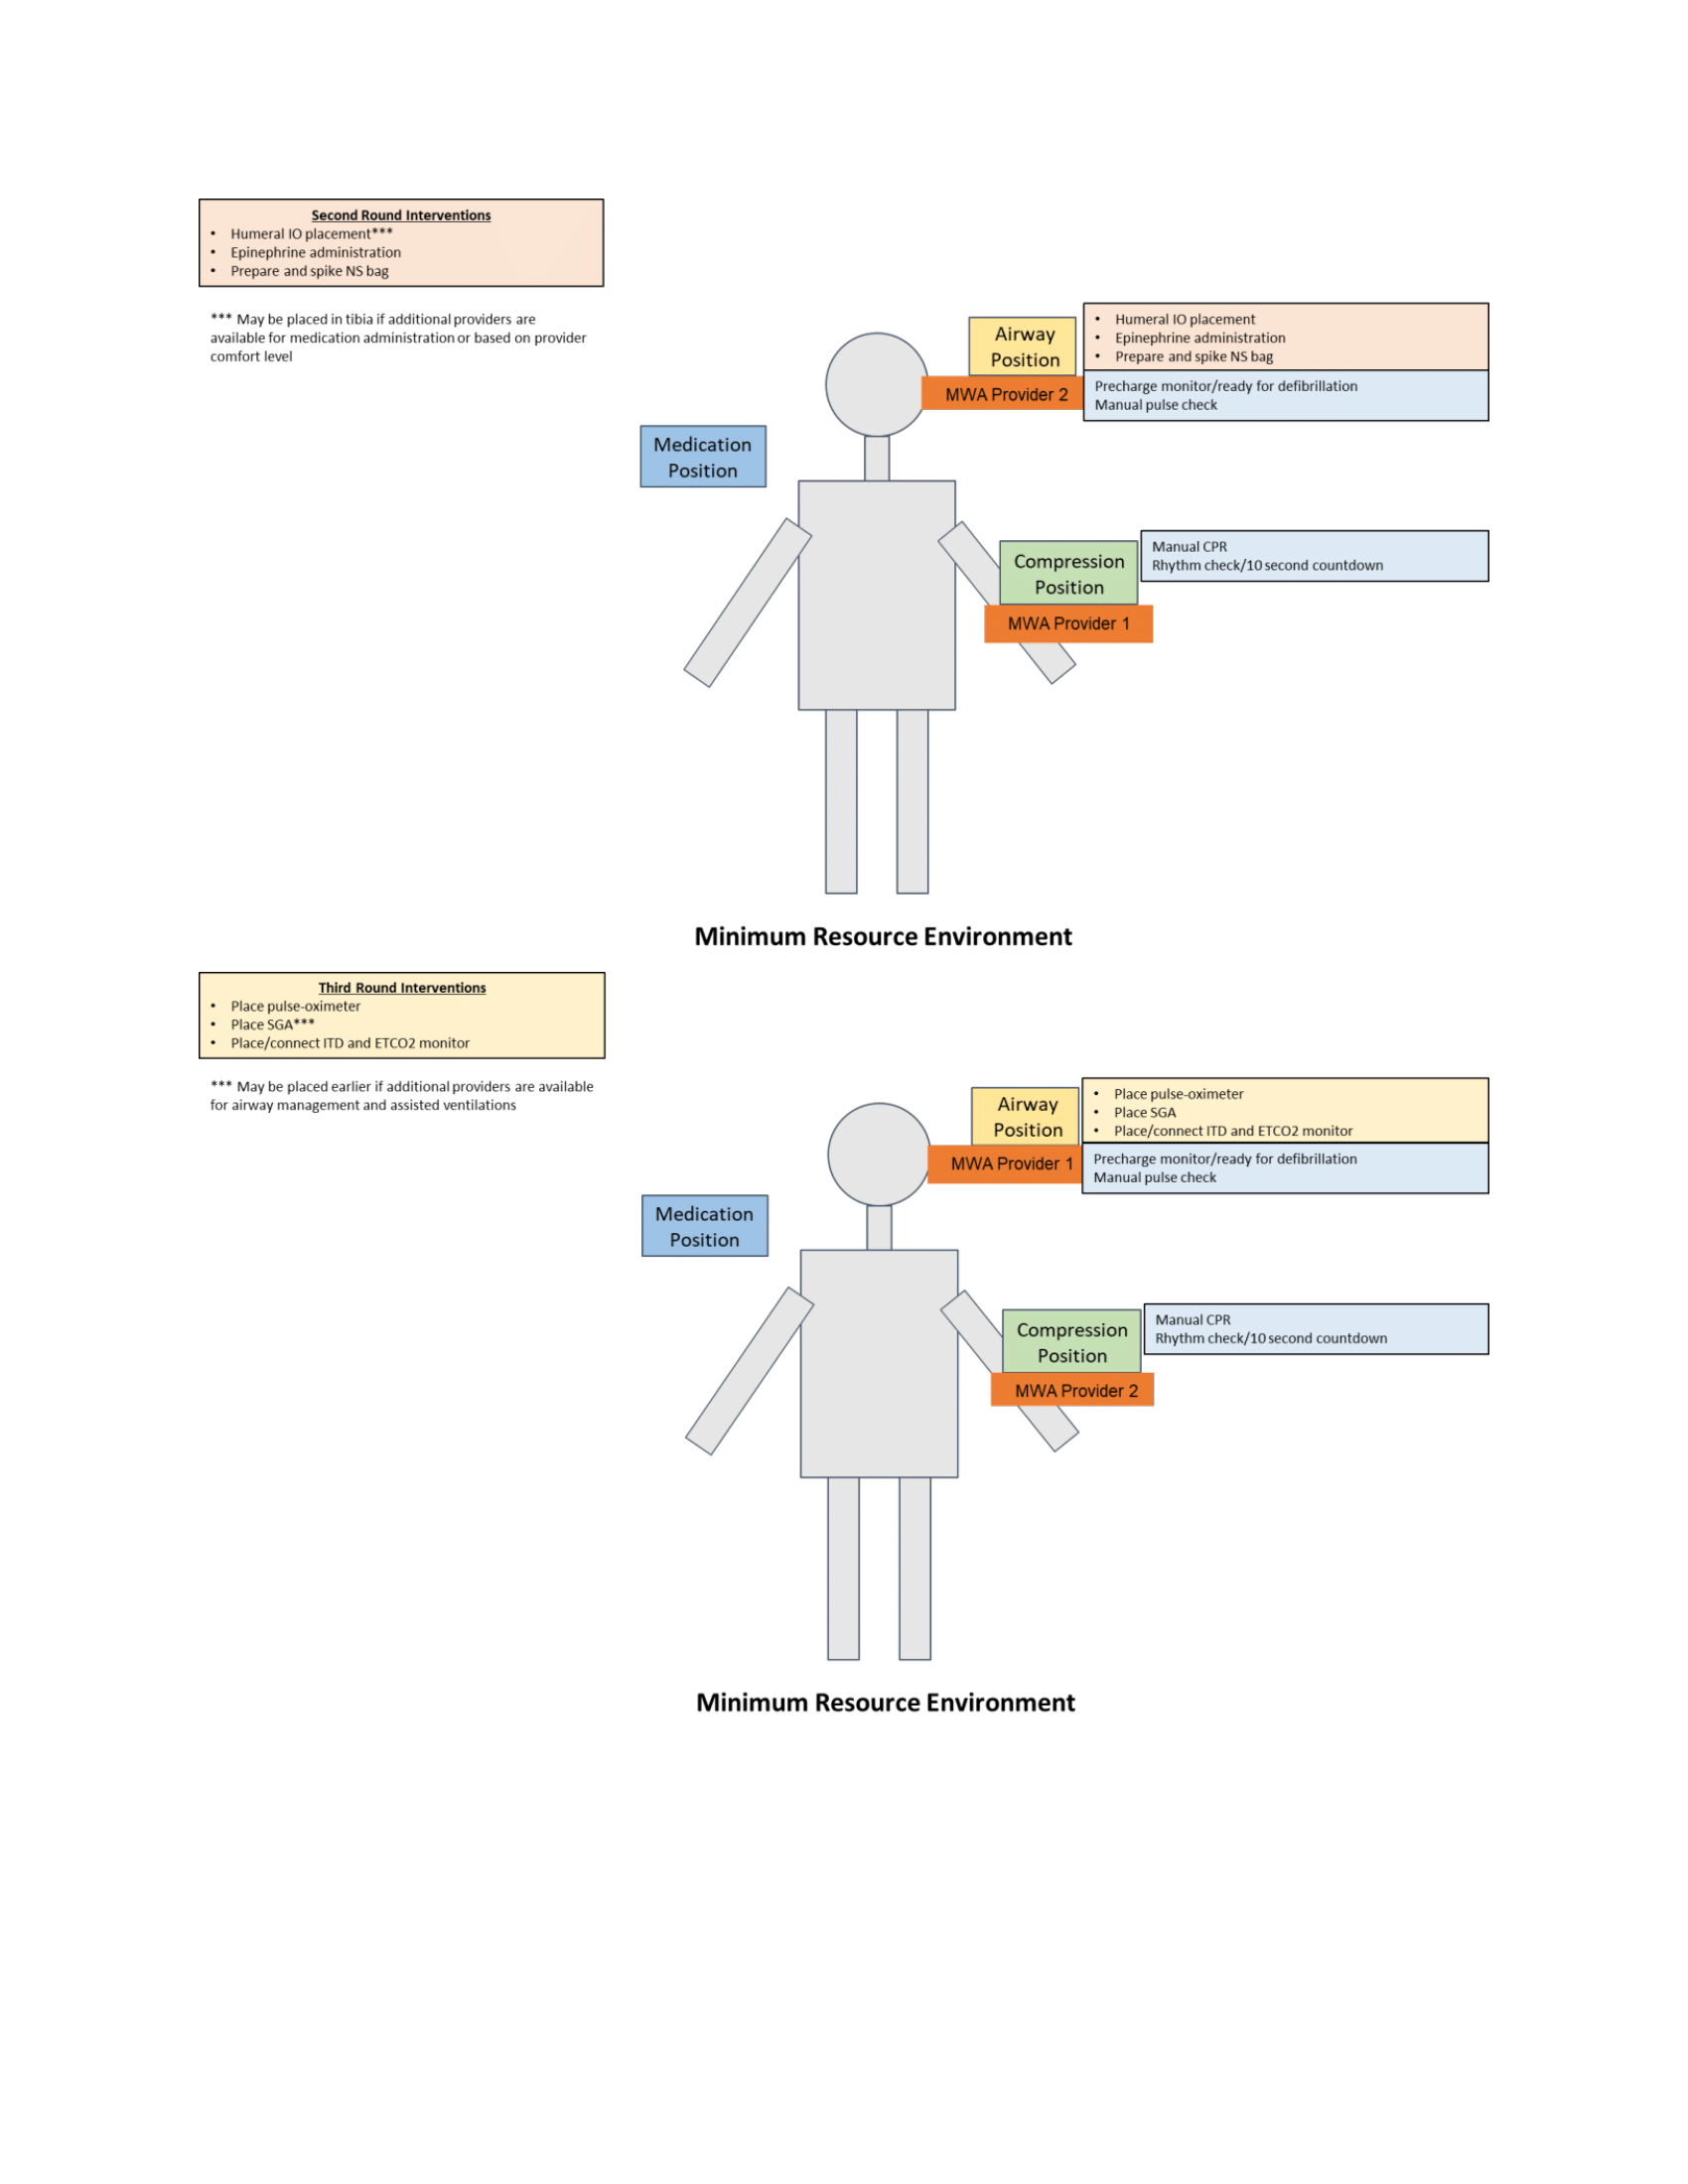 Second Round Interventions
• Humeral IO placement***
• Epinephrine administration
• Prepare and spike NS bag
*** May be placed in tibia if additional providers are
available for medication administration or based on provider
comfort level
Airway
Position
MWA Provider 2
• Humeral IO placement
• Epinephrine administration
• Prepare and spike NS bag
Precharge monitor/ready for defibrillation
Manual pulse check
Medication
Position
Compression
Position
MWA Provider 1
Manual CPR
Rhythm check/10 second countdown
Minimum Resource Environment
Third Round Interventions
• Place pulse-oximeter
• Place SGA***
• Place/connect ITD and ETCO2 monitor
*** May be placed earlier if additional providers are available
for airway management and assisted ventilations
Airway
Position
MWA Provider 1
• Place pulse-oximeter
• Place SGA
• Place/connect ITD and ETCO2 monitor
Precharge monitor/ready for defibrillation
Manual pulse check
Medication
Position
Compression
Position
MWA Provider 2
Manual CPR
Rhythm check/10 second countdown
Minimum Resource Environment